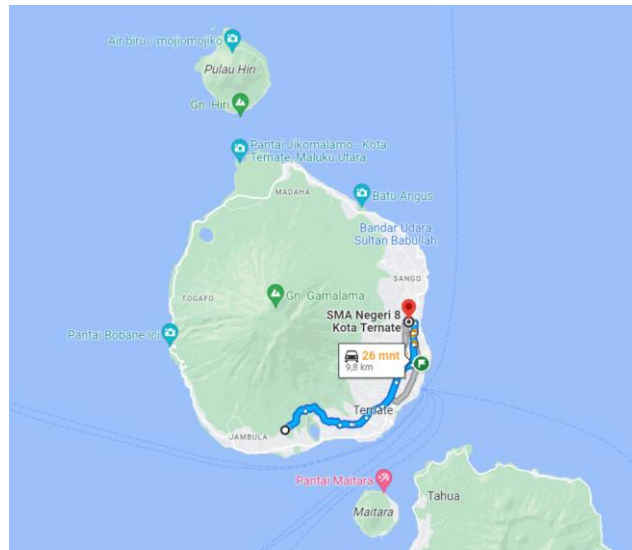 Air biru / mojiomojiko
Pulau Hiri
Gn. Hiri
Pantai Jikomalamo - Kota
Ternate, Maluku Utara
MADAHA
Batu Angus
Bandar Udara
Sultan Babullah
SANGO
TOGAFO
Gn. Gamalama
SMA Negeri 8
Kota Ternate
Pantai Bobane Ici
26 mnt
9,8 km
Ternate
JAMBULA
Pantai Maitara
Tahua
Maitara